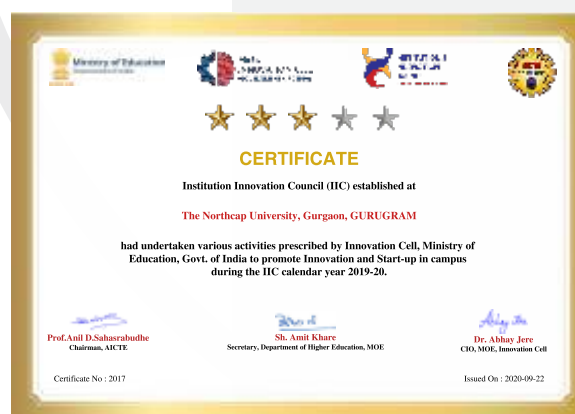 Ministry of Education
CERTIFICATE
Institution Innovation Council (IIC) established at
The Northcap University, Gurgaon, GURUGRAM
had undertaken various activities prescribed by Innovation Cell, Ministry of
Education, Govt. of India to promote Innovation and Start-up in campus
during the IIC calendar year 2019-20.
Prof.Anil D.Sahasrabudhe
Chairman, AICTE
Sh. Amit Khare
Secretary, Department of Higher Education, MOE
Dr. Abhay Jere
CIO, MOE, Innovation Cell
Certificate No : 2017
Issued On : 2020-09-22